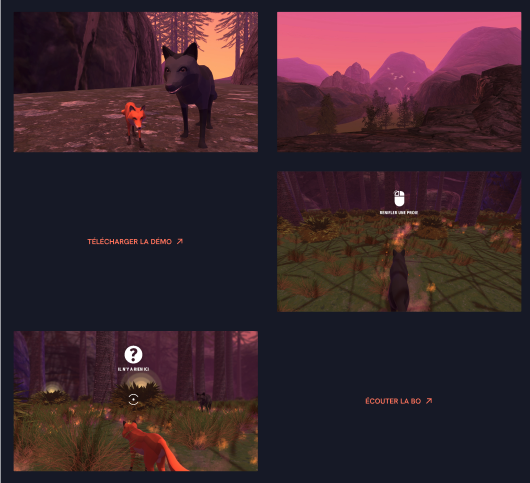 RENIFLER UNE PROIE
TÉLÉCHARGER LA DÉMO
IL N'Y A RIEN ICI
ÉCOUTER LA BO